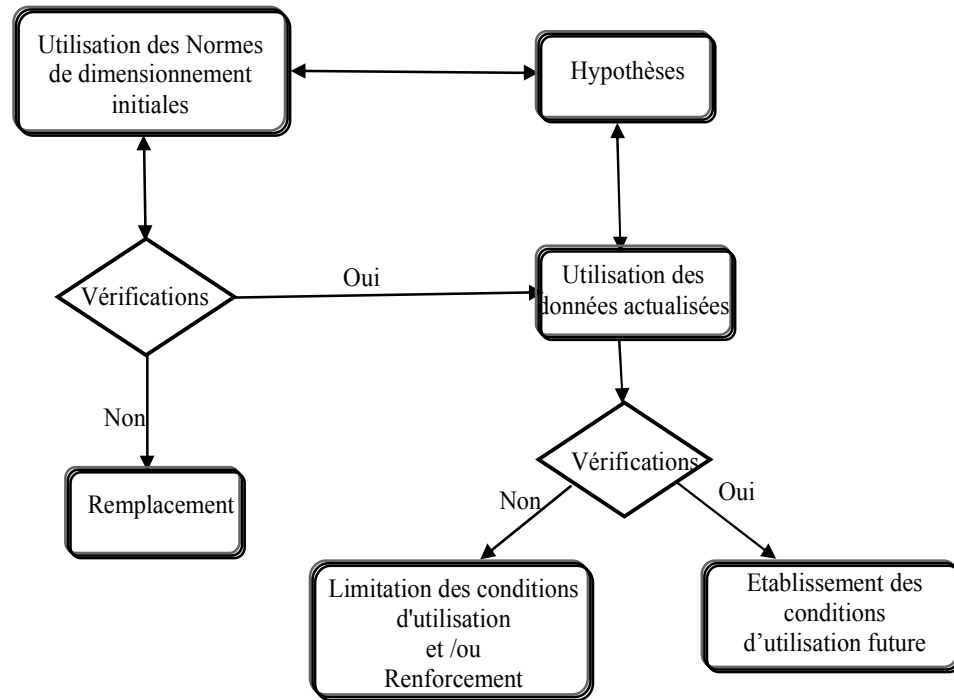 Utilisation des Normes
de dimensionnement
initiales
Hypothèses
Vérifications
Oui
Utilisation des
données actualisées
Non
Remplacement
Vérifications
Non
Oui
Limitation des conditions
d'utilisation
et /ou
Renforcement
Etablissement des
conditions
d’utilisation future